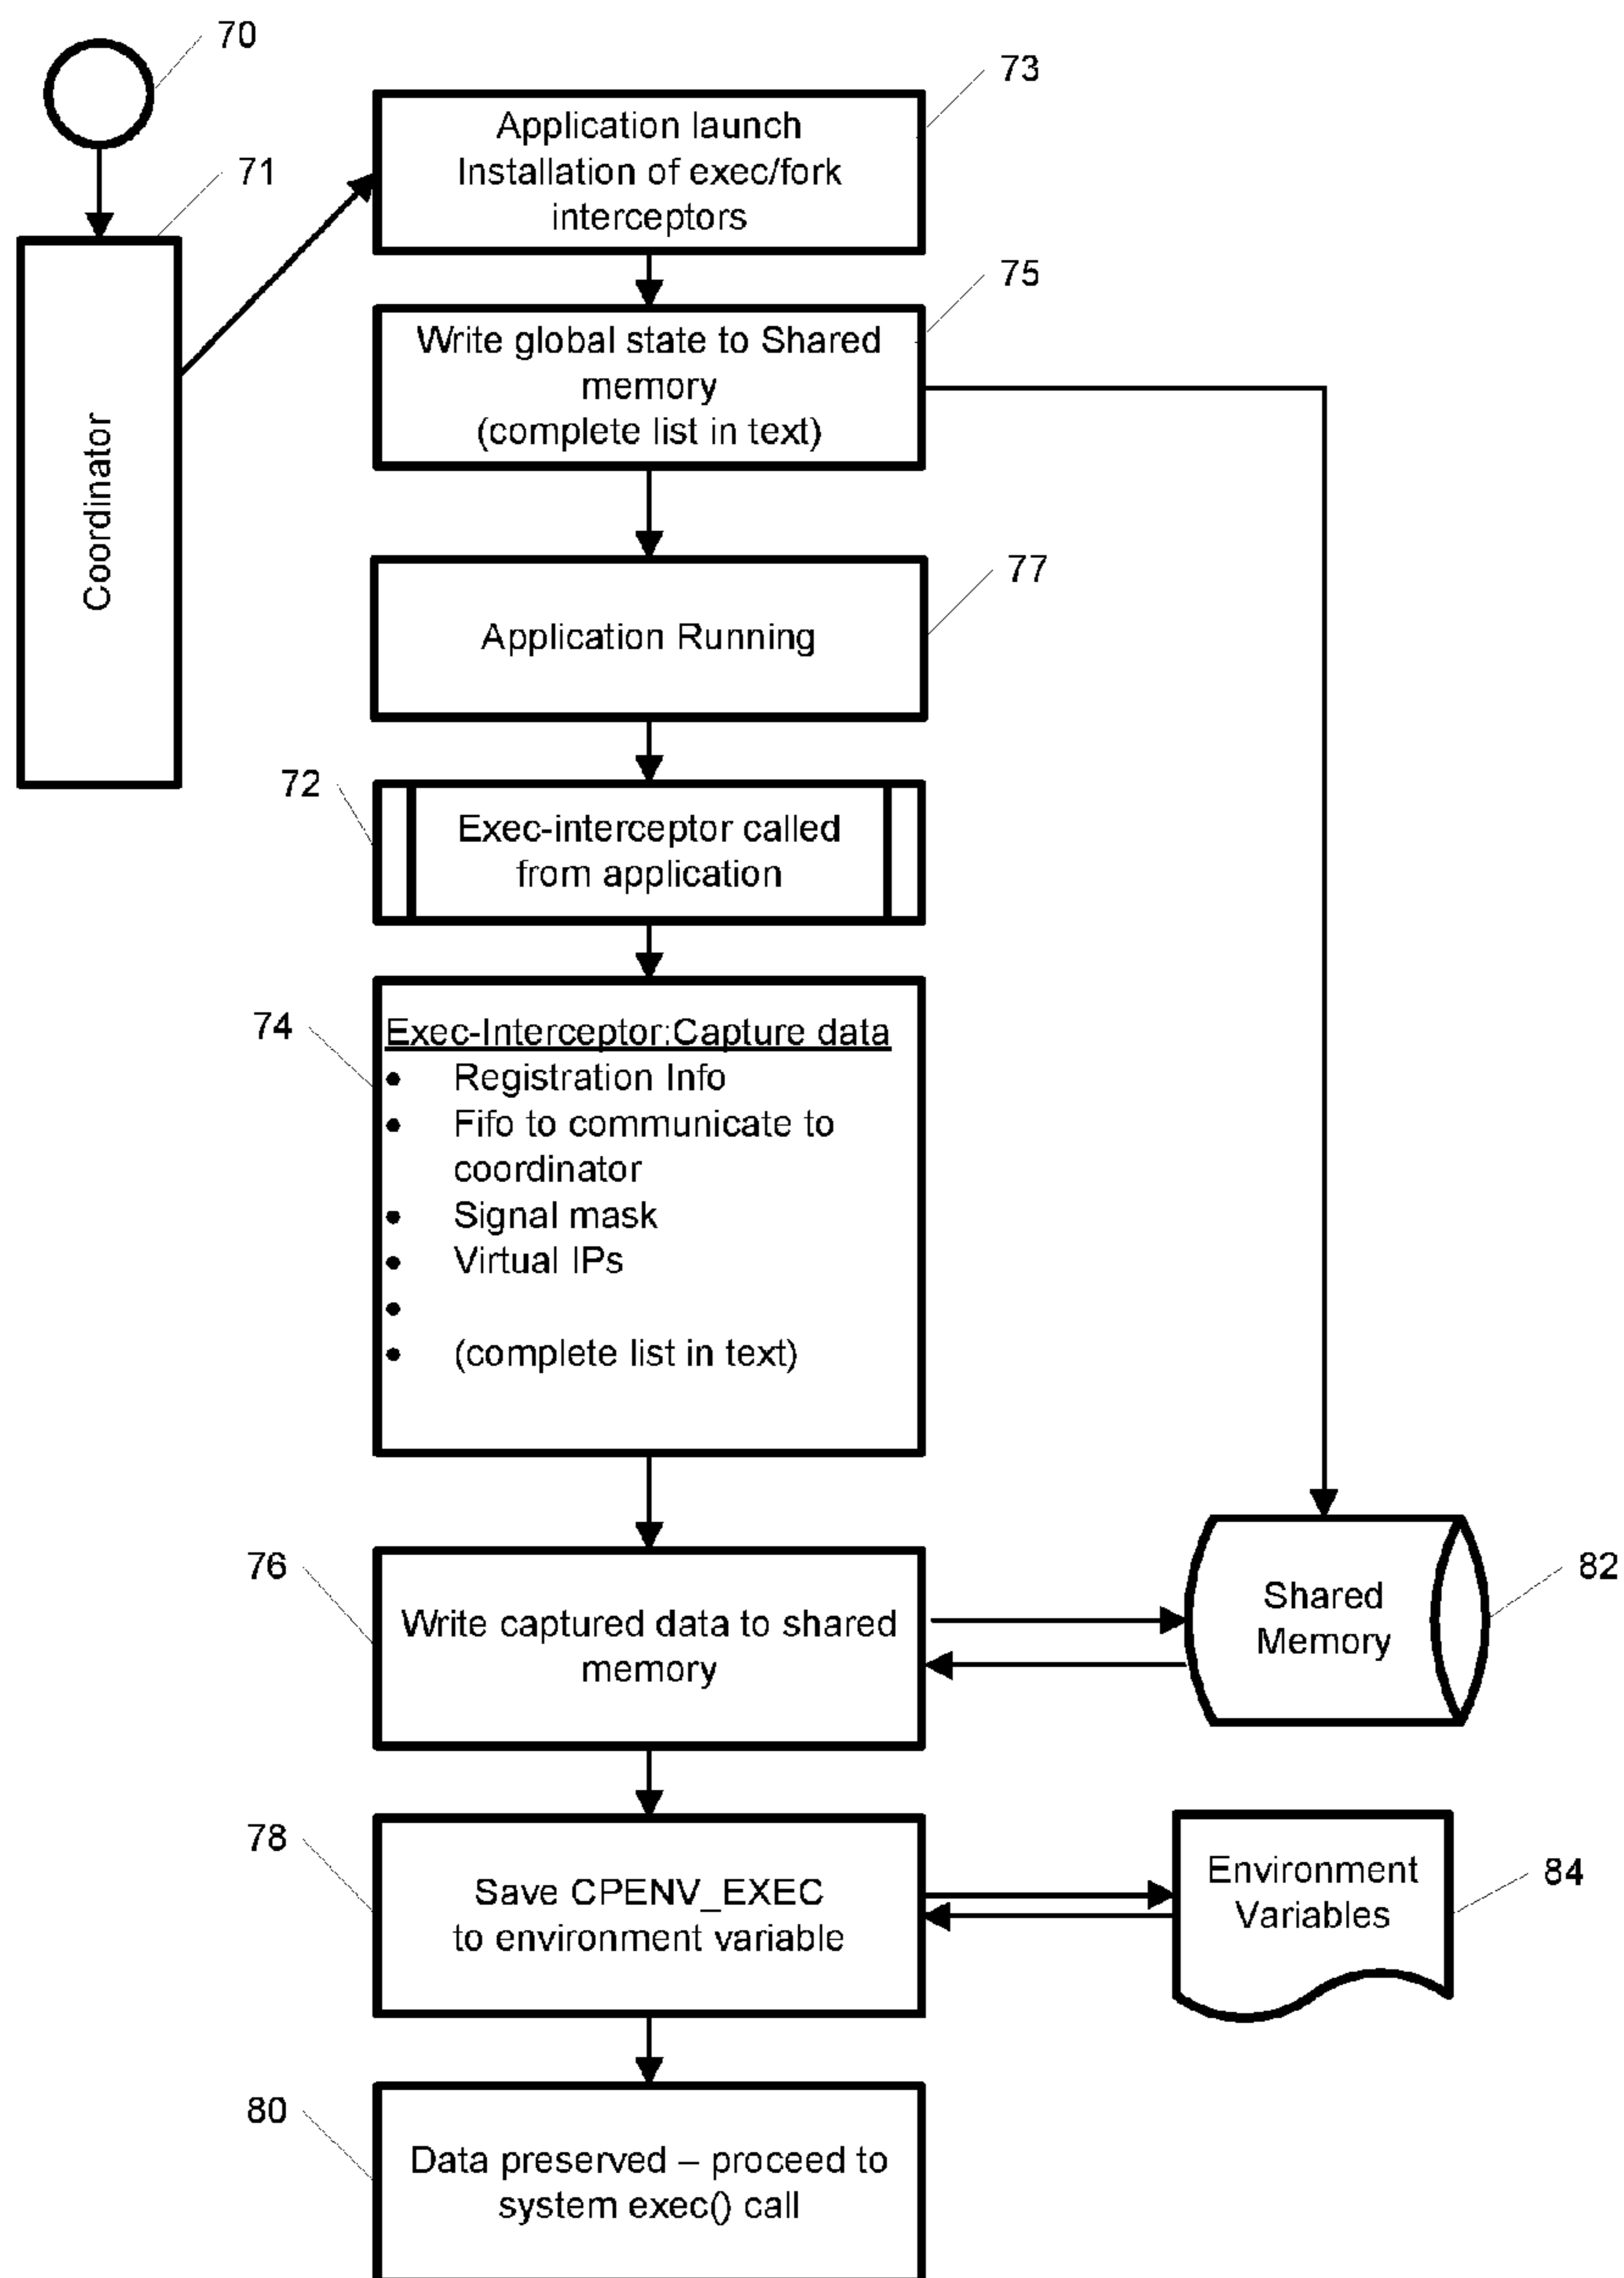 70
71
Coordinator
73
Application launch
Installation of exec/fork
interceptors
75
Write global state to Shared
memory
(complete list in text)
77
Application Running
72
Exec-interceptor called
from application
74
Exec-Interceptor:Capture data
• Registration Info
• Fifo to communicate to
coordinator
• Signal mask
• Virtual IPs
•
• (complete list in text)
76
Write captured data to shared
memory
82
Shared
Memory
78
Save CPENV_EXEC
to environment variable
84
Environment
Variables
80
Data preserved – proceed to
system exec() call